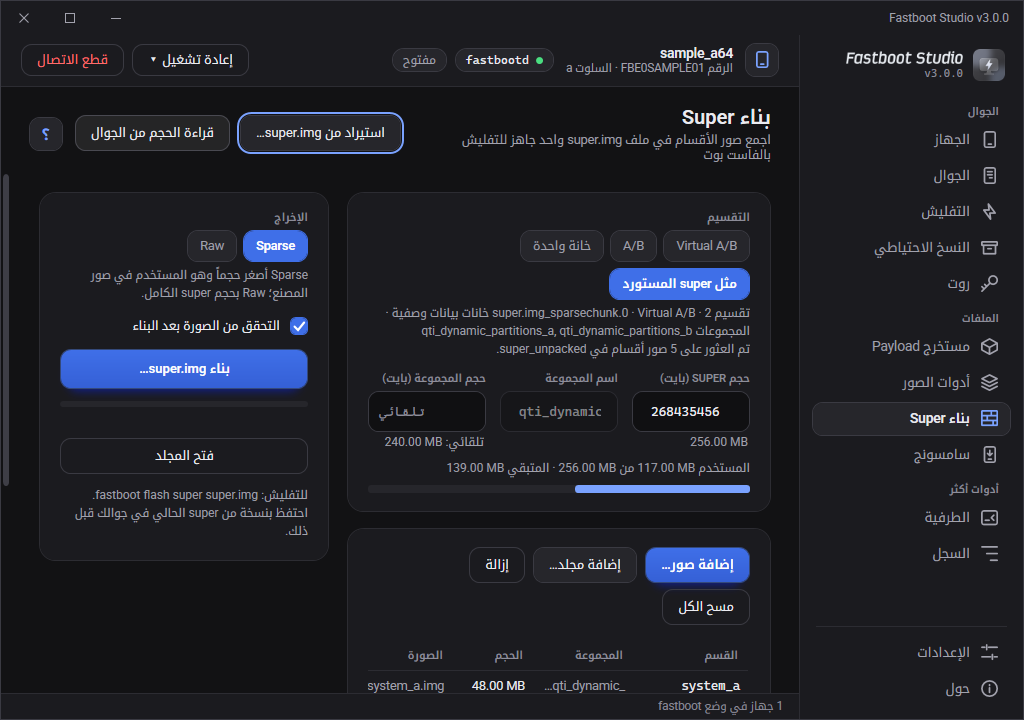 Fastboot Studio v3.0.0
Fastboot Studio
v3.0.0
الجوال
الجهاز
الجوال
التفليش
النسخ الاحتياطي
روت
الملفات
مستخرج Payload
أدوات الصور
بناء Super
سامسونج
أدوات أكثر
الطرفية
السجل
الإعدادات
حول
sample_a64
الرقم FBE0SAMPLE01 · السلوت a
fastbootd
مفتوح
إعادة تشغيل
قطع الاتصال
بناء Super
اجمع صور الأقسام في ملف super.img واحد جاهز للتفليش
بالفاست بوت
استيراد من super.img…
قراءة الحجم من الجوال
؟
التقسيم
Virtual A/B
A/B
خانة واحدة
مثل super المستورد
تقسيم super.img_sparsechunk.0 · Virtual A/B · 2 خانات بيانات وصفية ·
المجموعات qti_dynamic_partitions_a, qti_dynamic_partitions_b
تم العثور على 5 صور أقسام في super_unpacked.
حجم SUPER (بايت)
اسم المجموعة
حجم المجموعة (بايت)
268435456
qti_dynamic
تلقائي
256.00 MB
تلقائي: 240.00 MB
المستخدم 117.00 MB من 256.00 MB · المتبقي 139.00 MB
إضافة صور…
إضافة مجلد…
إزالة
مسح الكل
القسم
المجموعة
الحجم
الصورة
system_a
qti_dynamic_…
48.00 MB
system_a.img
الإخراج
Sparse
Raw
Sparse أصغر حجماً وهو المستخدم في صور
المصنع؛ Raw بحجم super الكامل.
التحقق من الصورة بعد البناء
بناء super.img…
فتح المجلد
للتفليش: fastboot flash super super.img.
احتفظ بنسخة من super الحالي في جوالك قبل
ذلك.
1 جهاز في وضع fastboot